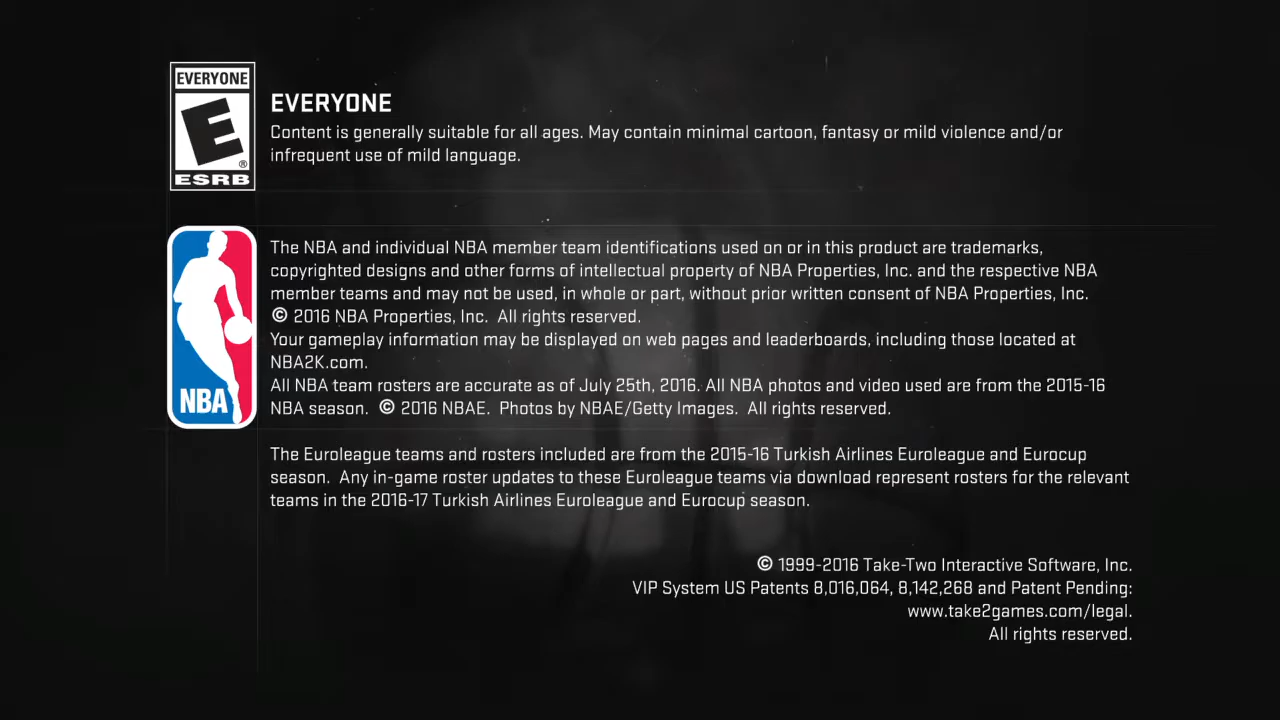 EVERYONE
E
®
ESRB
EVERYONE
Content is generally suitable for all ages. May contain minimal cartoon, fantasy or mild violence and/or
infrequent use of mild language.
NBA
The NBA and individual NBA member team identifications used on or in this product are trademarks,
copyrighted designs and other forms of intellectual property of NBA Properties, Inc. and the respective NBA
member teams and may not be used, in whole or part, without prior written consent of NBA Properties, Inc.
© 2016 NBA Properties, Inc. All rights reserved.
Your gameplay information may be displayed on web pages and leaderboards, including those located at
NBA2K.com.
All NBA team rosters are accurate as of July 25th, 2016. All NBA photos and video used are from the 2015-16
NBA season. © 2016 NBAE. Photos by NBAE/Getty Images. All rights reserved.
The Euroleague teams and rosters included are from the 2015-16 Turkish Airlines Euroleague and Eurocup
season. Any in-game roster updates to these Euroleague teams via download represent rosters for the relevant
teams in the 2016-17 Turkish Airlines Euroleague and Eurocup season.
© 1999-2016 Take-Two Interactive Software, Inc.
VIP System US Patents 8,016,064, 8,142,268 and Patent Pending:
www.take2games.com/legal.
All rights reserved.